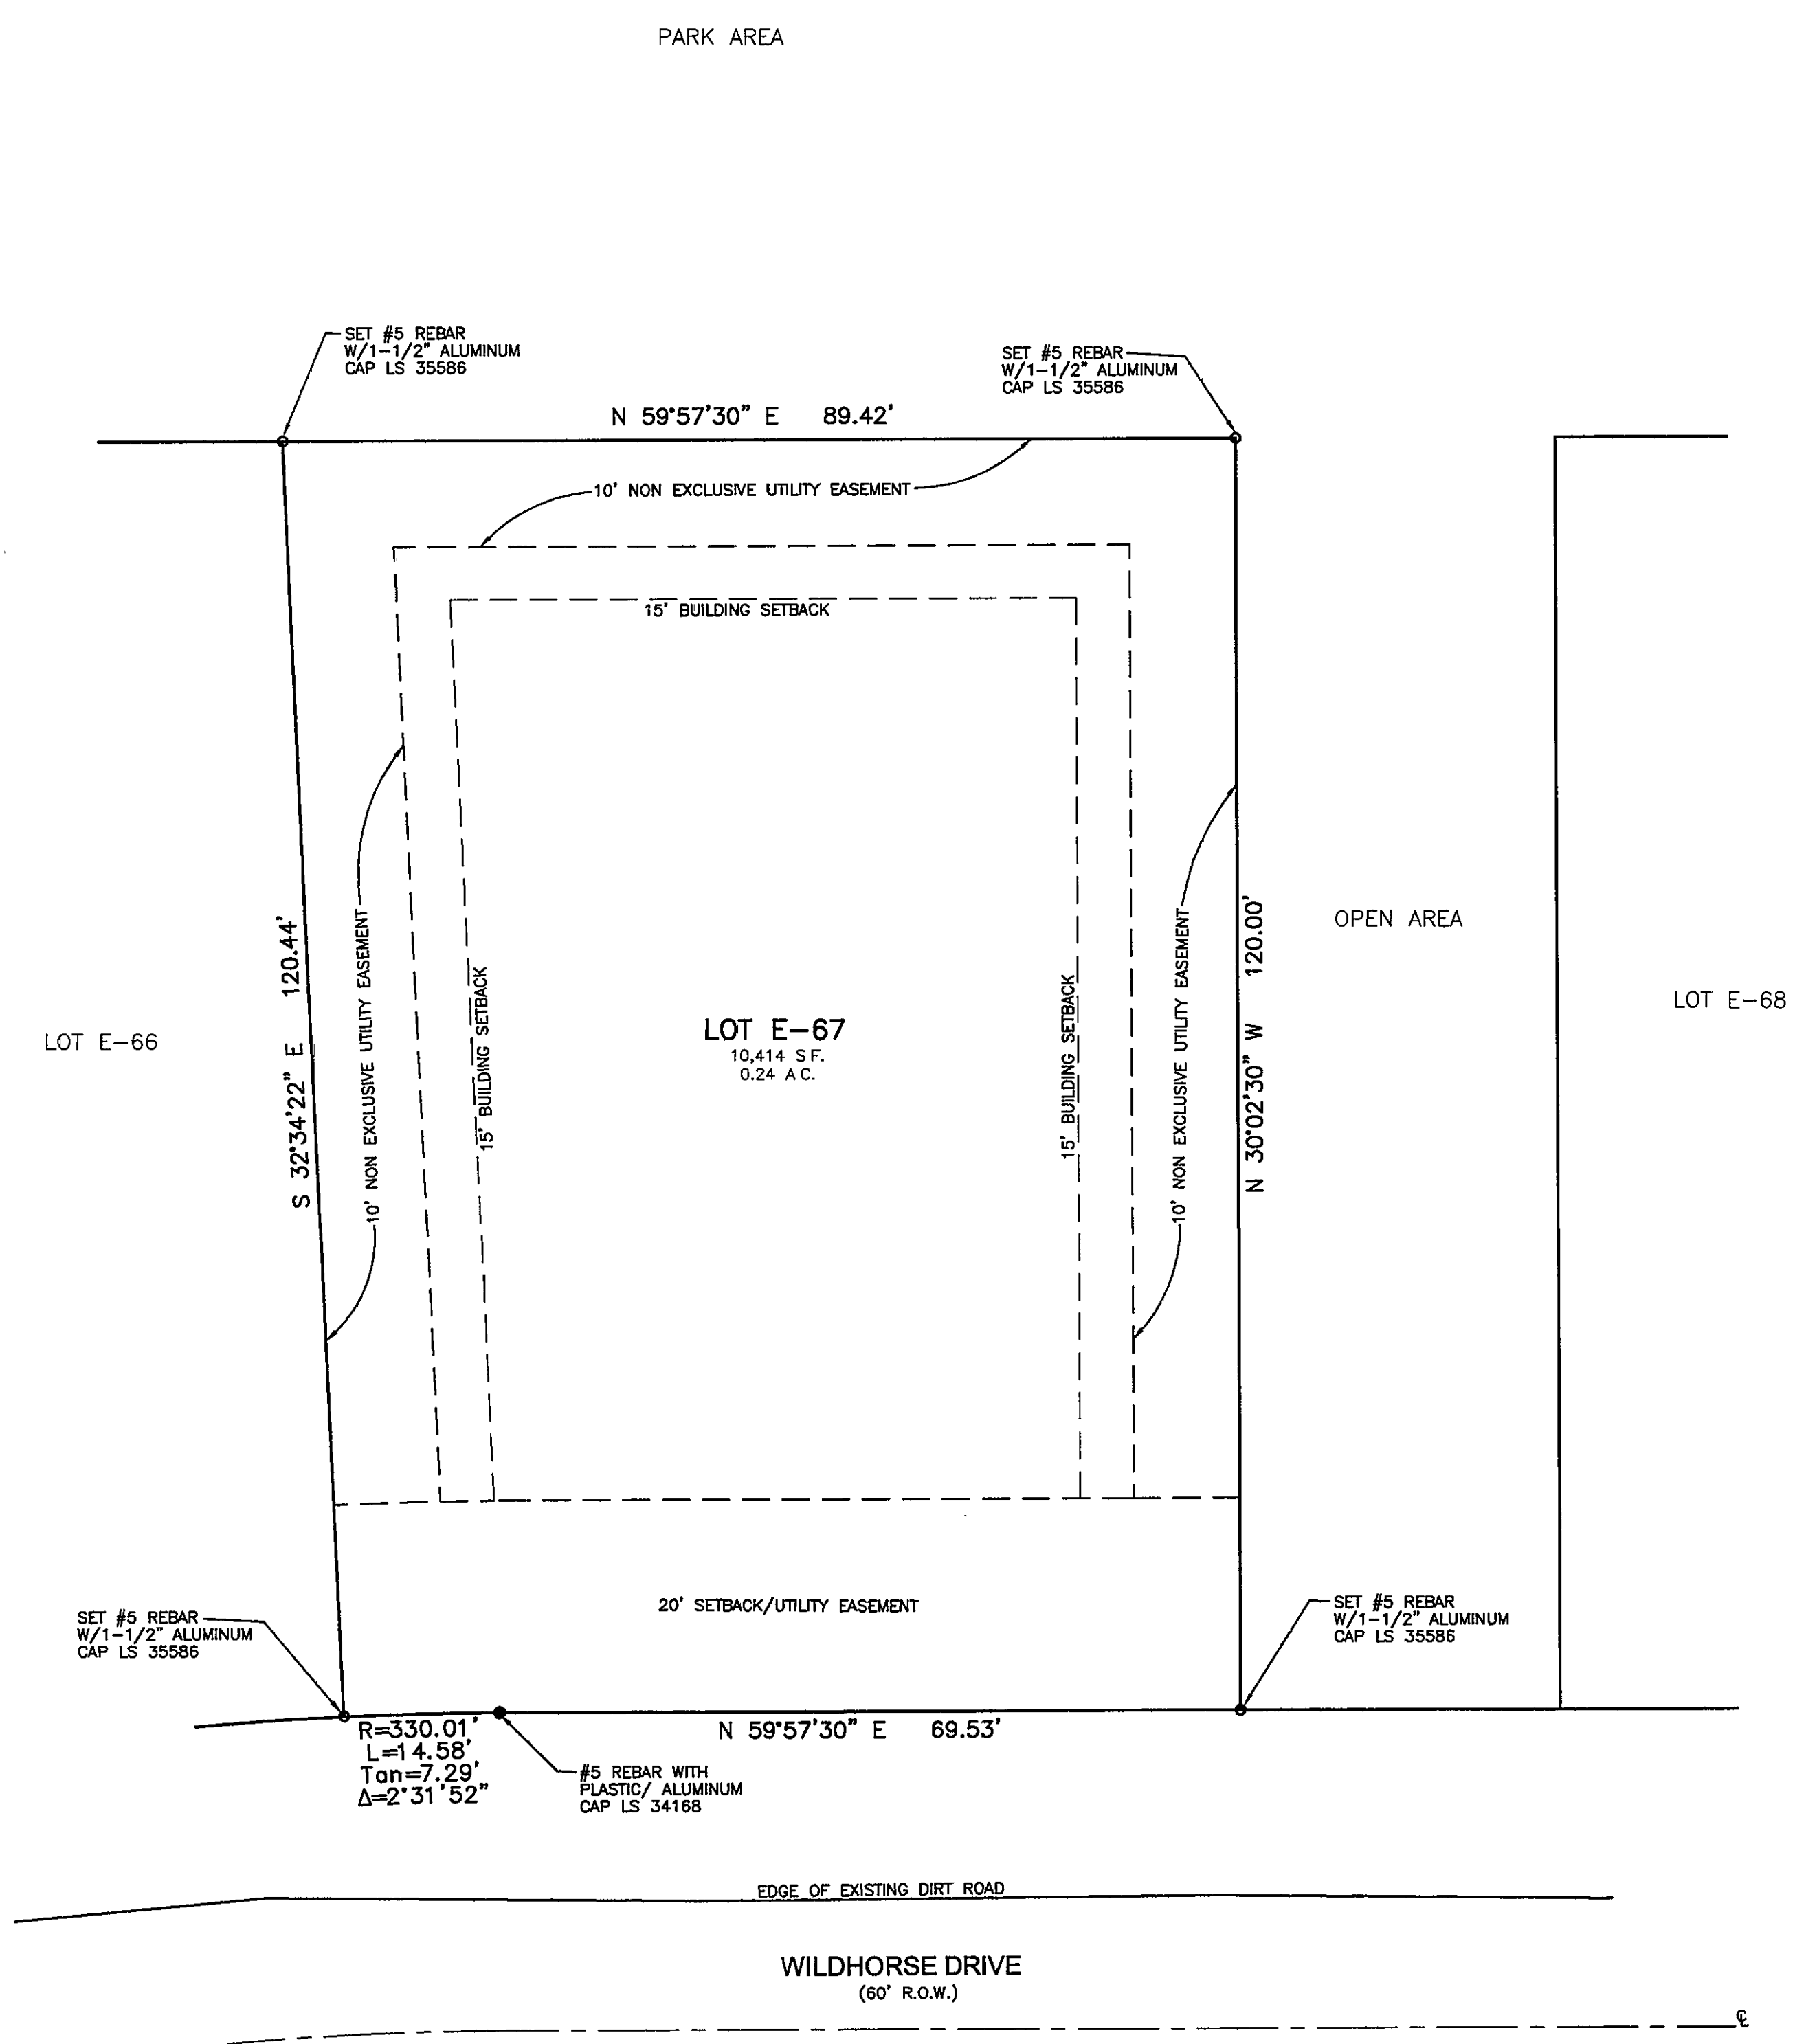 PARK AREA
SET #5 REBAR
W/1-1/2" ALUMINUM
CAP LS 35586
SET #5 REBAR
W/1-1/2" ALUMINUM
CAP LS 35586
N 59°57'30" E 89.42'
10' NON EXCLUSIVE UTILITY EASEMENT
15' BUILDING SETBACK
S 32°34'22" E 120.44'
10' NON EXCLUSIVE UTILITY EASEMENT
15' BUILDING SETBACK
15' BUILDING SETBACK
10' NON EXCLUSIVE UTILITY EASEMENT
N 30°02'30" W 120.00'
OPEN AREA
LOT E-66
LOT E-67
10,414 SF.
0.24 AC.
LOT E-68
20' SETBACK/UTILITY EASEMENT
SET #5 REBAR
W/1-1/2" ALUMINUM
CAP LS 35586
SET #5 REBAR
W/1-1/2" ALUMINUM
CAP LS 35586
R=330.01'
L=14.58'
Tan=7.29'
Δ=2°31'52"
N 59°57'30" E 69.53'
#5 REBAR WITH
PLASTIC/ ALUMINUM
CAP LS 34168
EDGE OF EXISTING DIRT ROAD
WILDHORSE DRIVE
(60' R.O.W.)
℄